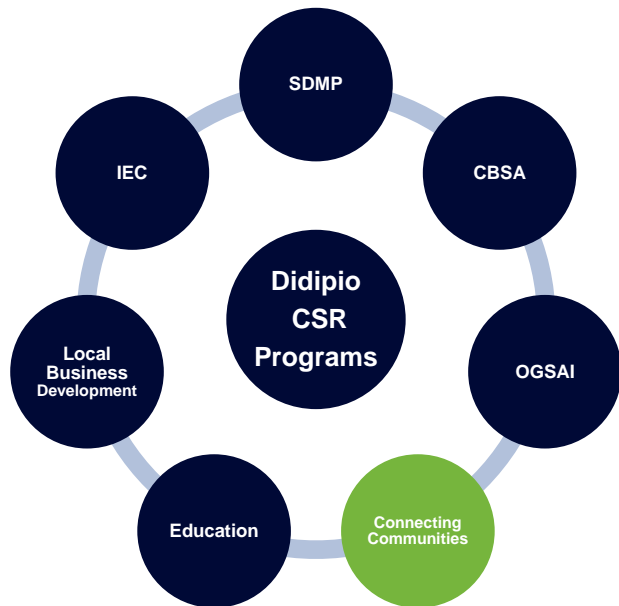 SDMP
IEC
CBSA
Didipio
CSR
Programs
Local
Business
Development
OGSAI
Education
Connecting
Communities